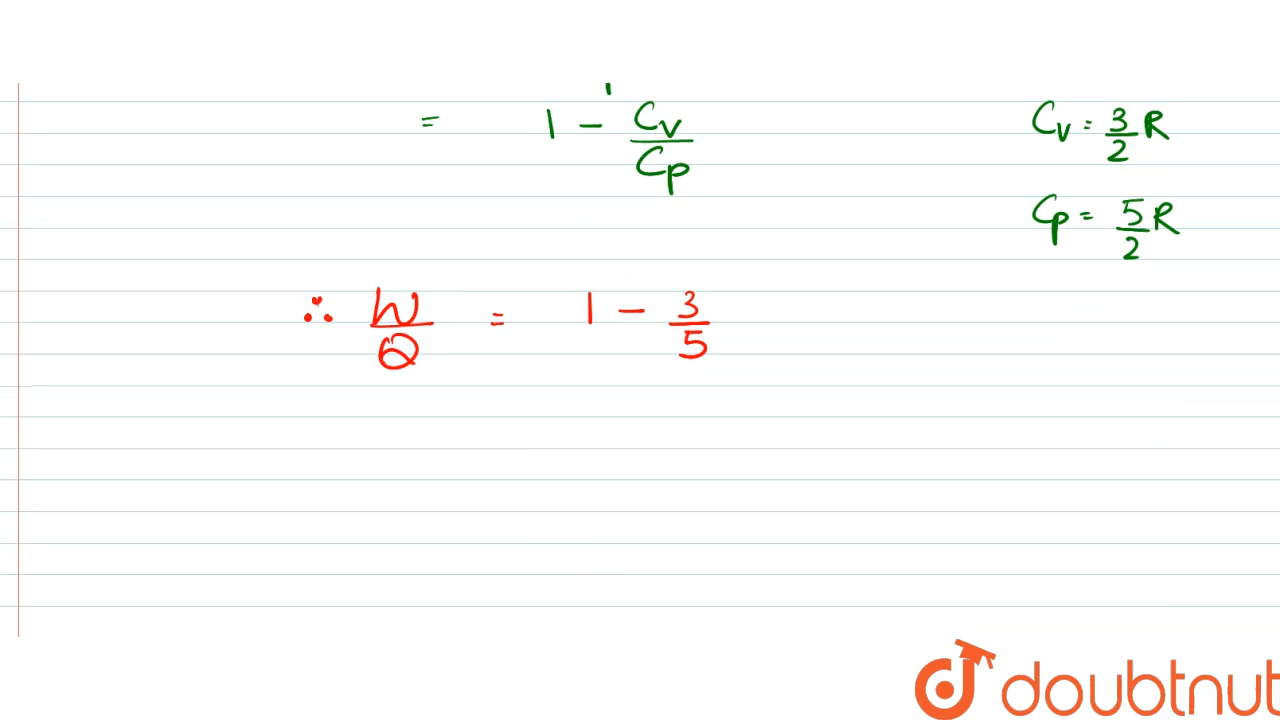 = 1 - Cv/Cp
Cv = 3/2 R
Cp = 5/2 R
∴ W/Q = 1 - 3/5
doubtnut